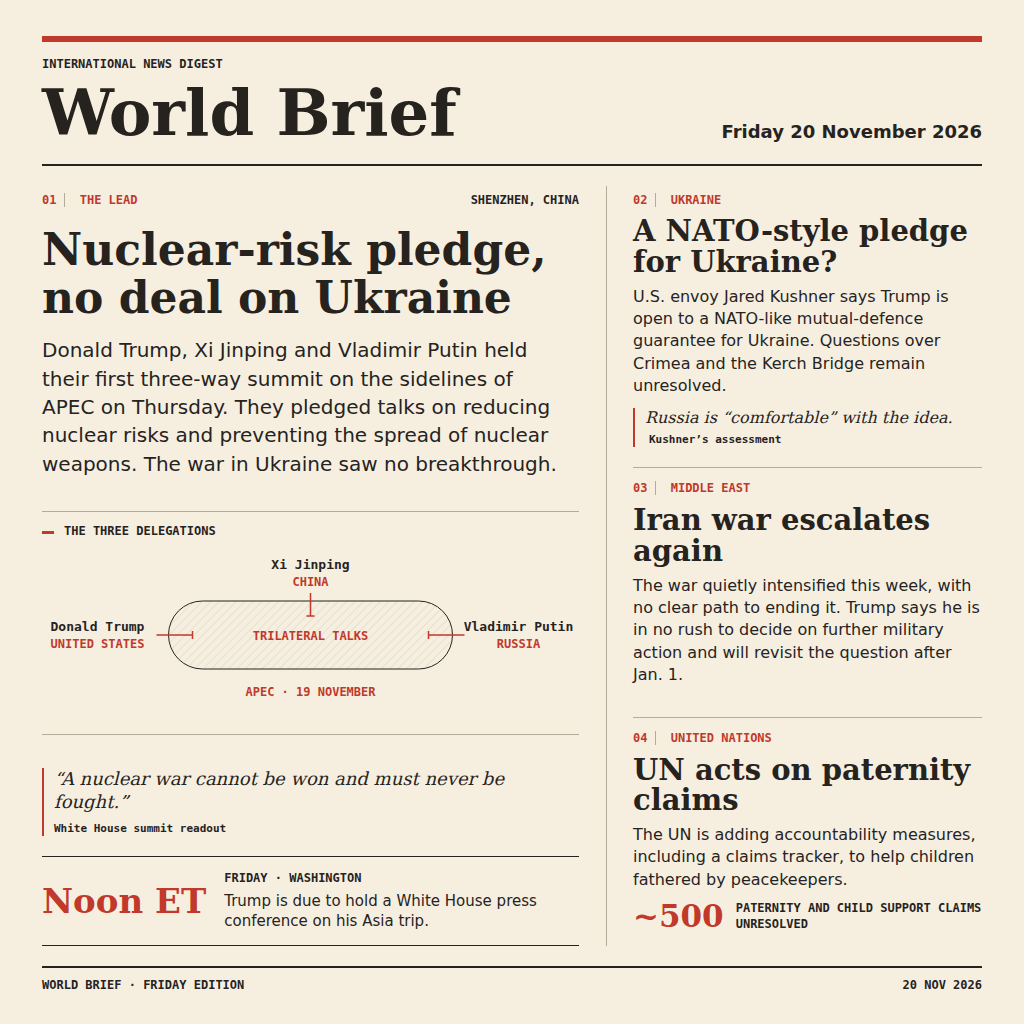 INTERNATIONAL NEWS DIGEST
World Brief
Friday 20 November 2026
01 THE LEAD
SHENZHEN, CHINA
Nuclear-risk pledge,
no deal on Ukraine
Donald Trump, Xi Jinping and Vladimir Putin held
their first three-way summit on the sidelines of
APEC on Thursday. They pledged talks on reducing
nuclear risks and preventing the spread of nuclear
weapons. The war in Ukraine saw no breakthrough.
THE THREE DELEGATIONS
Xi Jinping
CHINA
Donald Trump
UNITED STATES
TRILATERAL TALKS
Vladimir Putin
RUSSIA
APEC · 19 NOVEMBER
“A nuclear war cannot be won and must never be
fought.”
White House summit readout
Noon ET
FRIDAY · WASHINGTON
Trump is due to hold a White House press
conference on his Asia trip.
02 UKRAINE
A NATO-style pledge
for Ukraine?
U.S. envoy Jared Kushner says Trump is
open to a NATO-like mutual-defence
guarantee for Ukraine. Questions over
Crimea and the Kerch Bridge remain
unresolved.
Russia is “comfortable” with the idea.
Kushner’s assessment
03 MIDDLE EAST
Iran war escalates
again
The war quietly intensified this week, with
no clear path to ending it. Trump says he is
in no rush to decide on further military
action and will revisit the question after
Jan. 1.
04 UNITED NATIONS
UN acts on paternity
claims
The UN is adding accountability measures,
including a claims tracker, to help children
fathered by peacekeepers.
~500
PATERNITY AND CHILD SUPPORT CLAIMS
UNRESOLVED
WORLD BRIEF · FRIDAY EDITION
20 NOV 2026